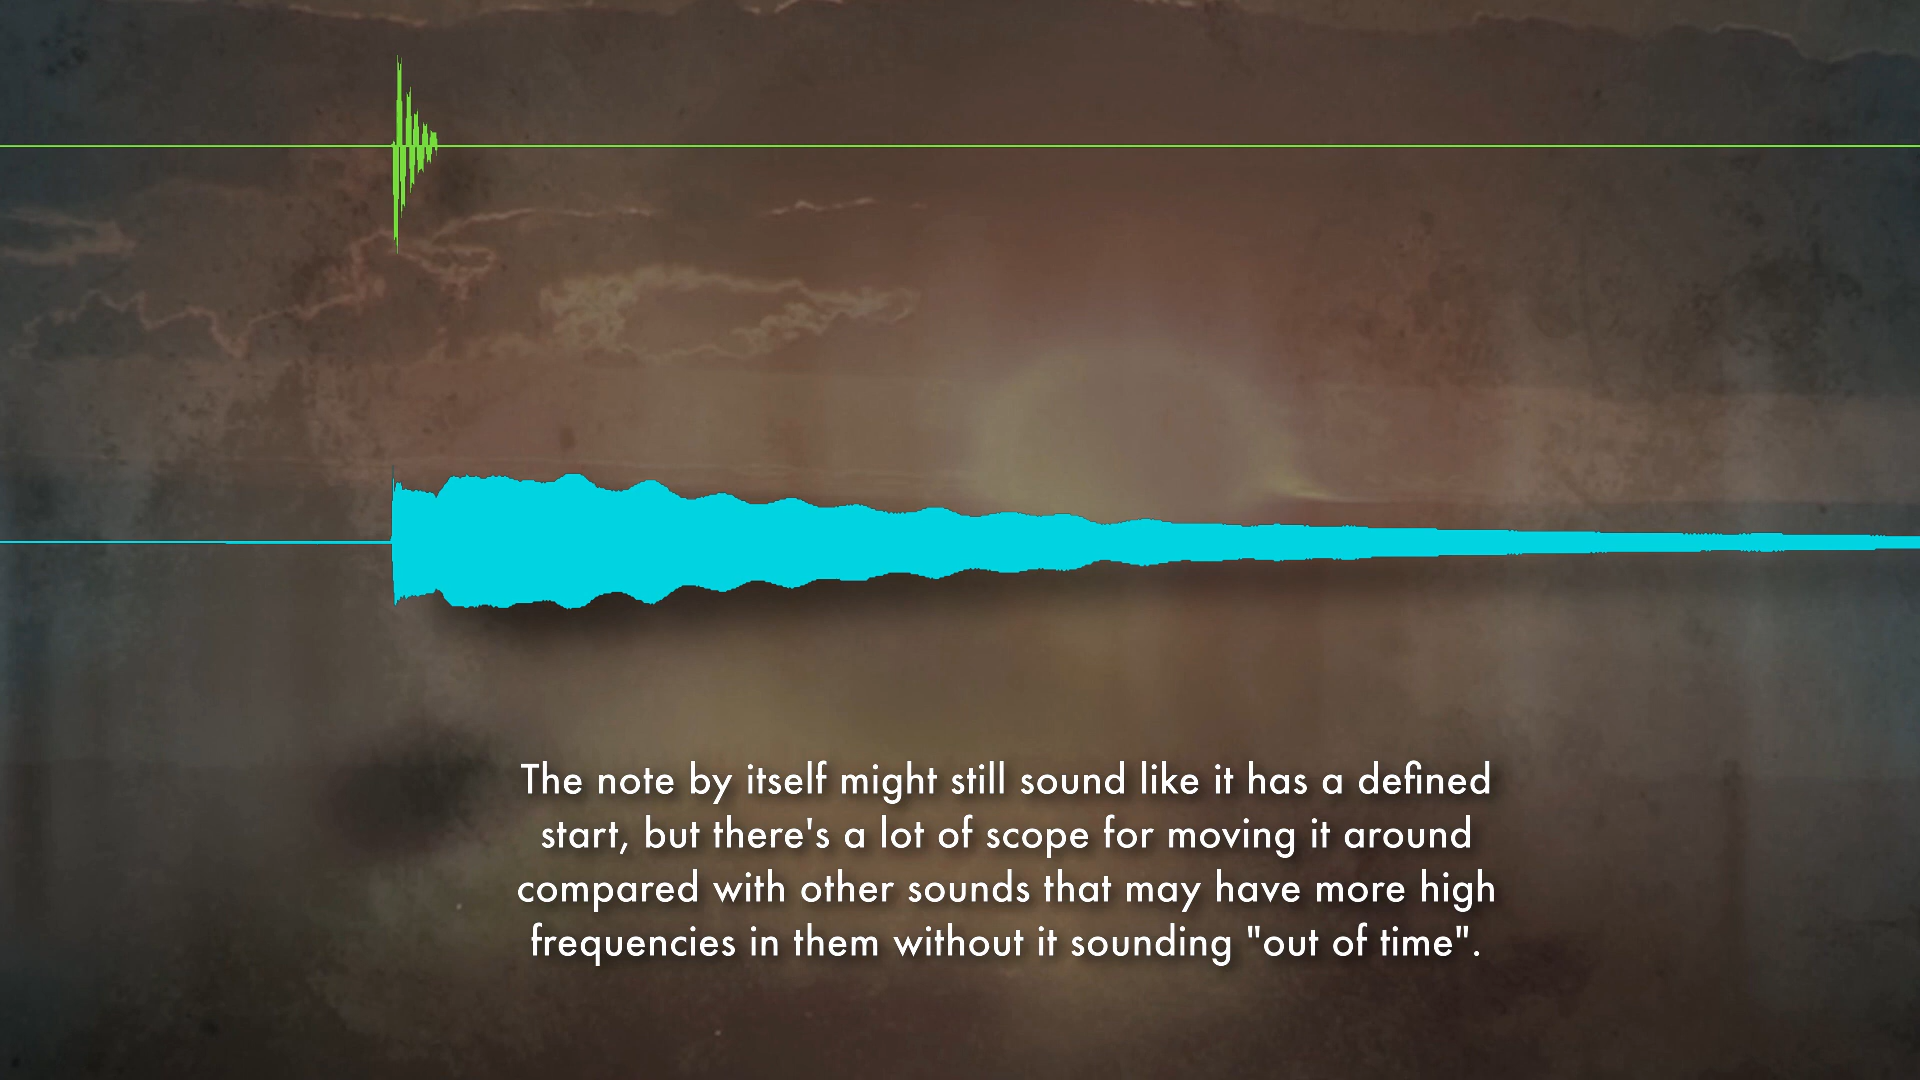 The note by itself might still sound like it has a defined
start, but there's a lot of scope for moving it around
compared with other sounds that may have more high
frequencies in them without it sounding "out of time".